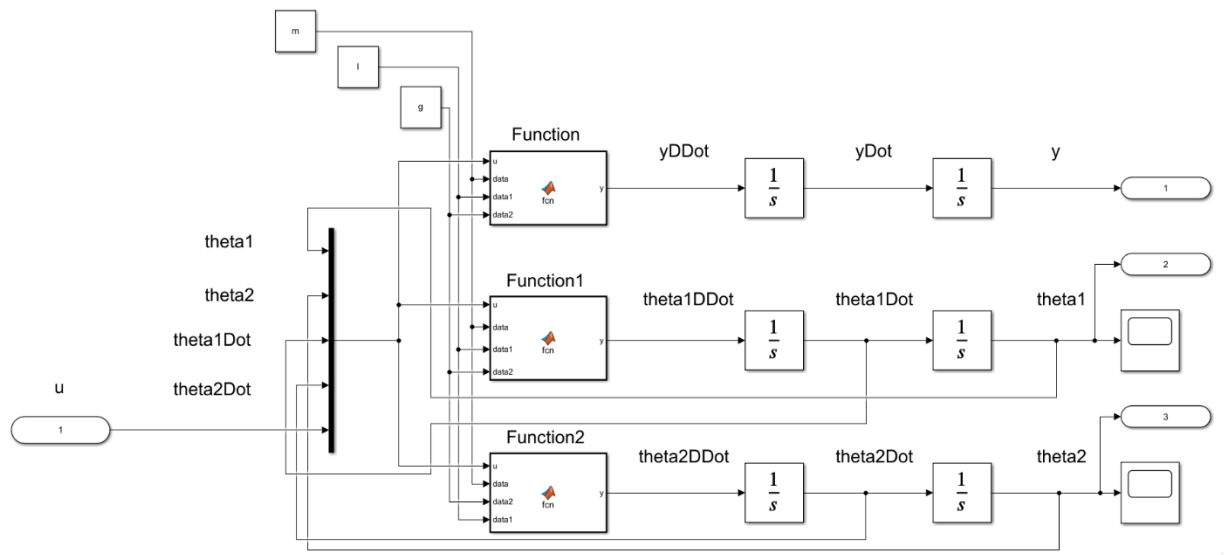 m
l
g
Function
u
data
data1
data2
fcn
y
yDDot
1
s
yDot
1
s
y
1
theta1
theta2
theta1Dot
theta2Dot
u
1
Function1
u
data
data1
data2
fcn
y
theta1DDot
1
s
theta1Dot
1
s
theta1
2
Function2
u
data
data2
data1
fcn
y
theta2DDot
1
s
theta2Dot
1
s
theta2
3